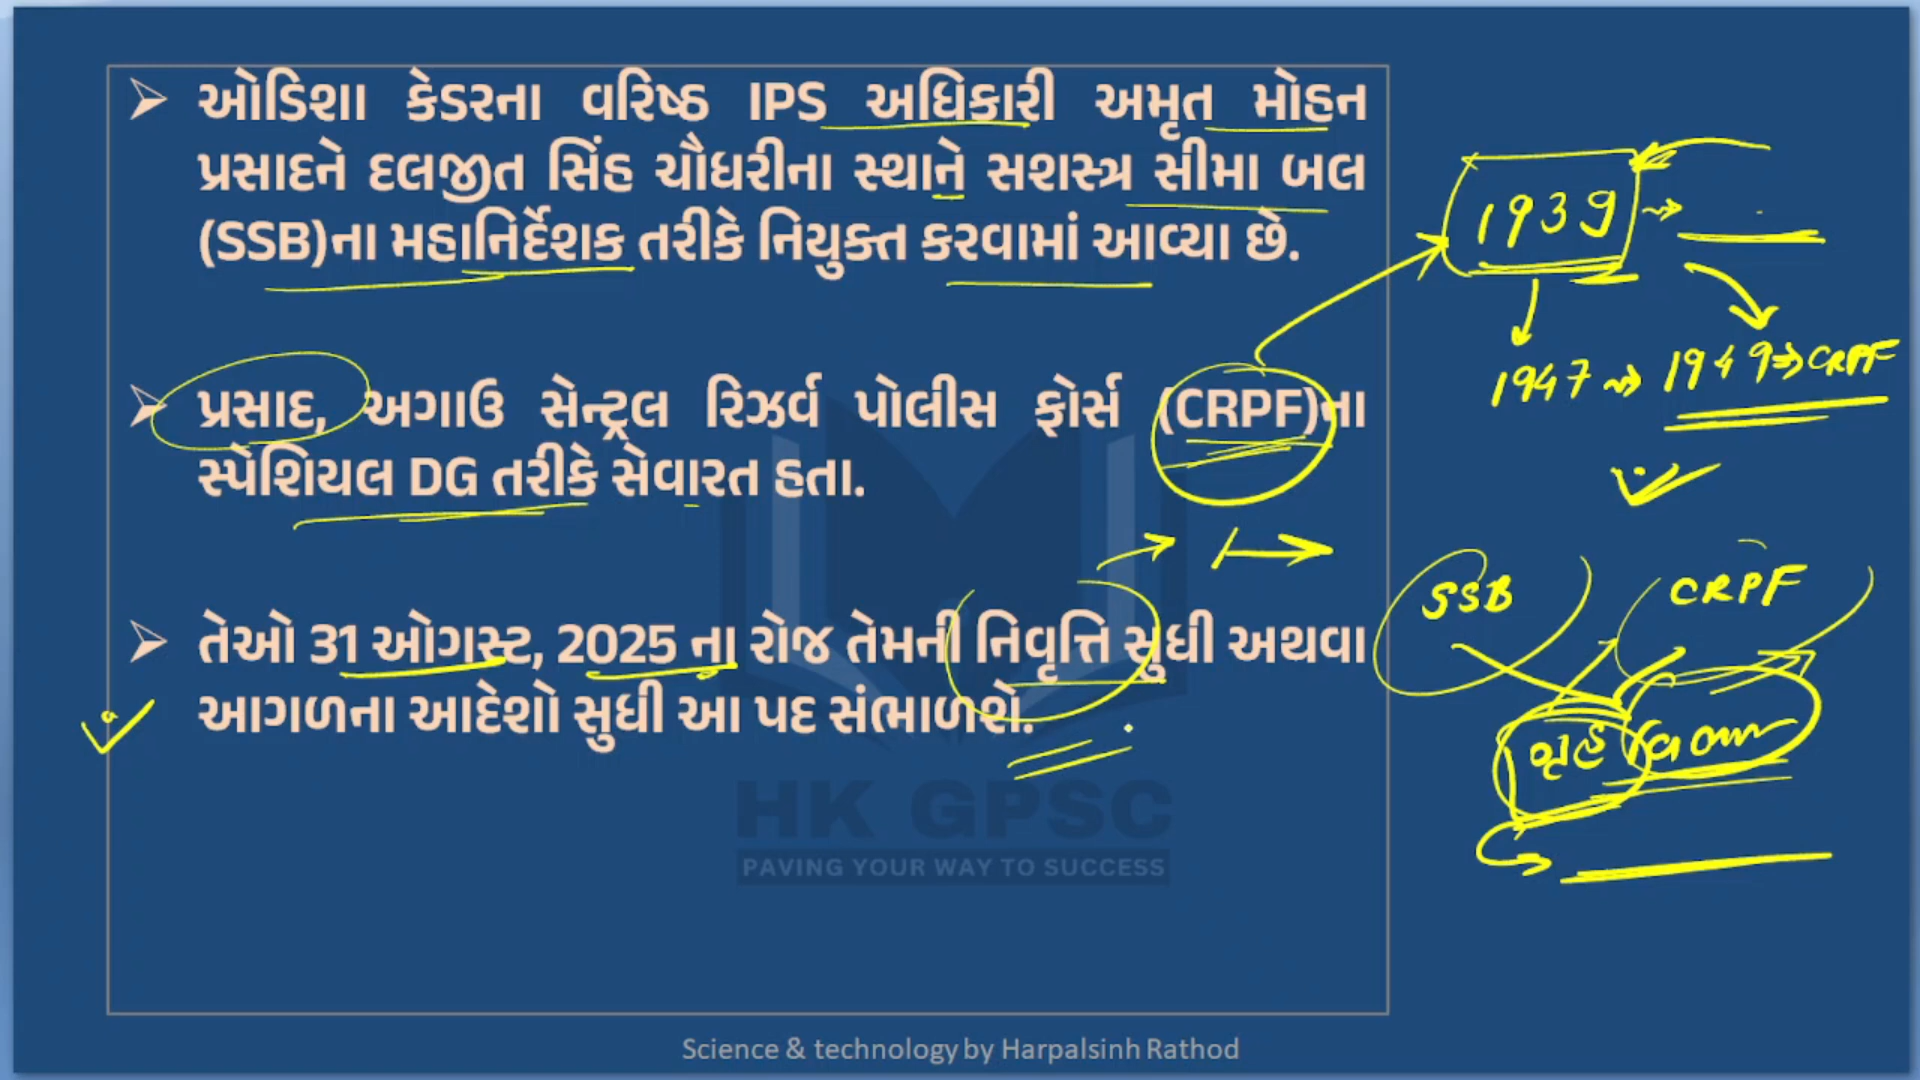 ➢ ઓડિશા કેડરના વરિષ્ઠ IPS અધિકારી અમૃત મોહન
પ્રસાદને દલજીત સિંહ ચૌધરીના સ્થાને સશસ્ત્ર સીમા બલ
(SSB)ના મહાનિર્દેશક તરીકે નિયુક્ત કરવામાં આવ્યા છે.
➢ પ્રસાદ, અગાઉ સેન્ટ્રલ રિઝર્વ પોલીસ ફોર્સ (CRPF)ના
સ્પેશિયલ DG તરીકે સેવારત હતા.
➢ તેઓ 31 ઓગસ્ટ, 2025 ના રોજ તેમની નિવૃત્તિ સુધી અથવા
આગળના આદેશો સુધી આ પદ સંભાળશે.
1939
1947 → 1949 → CRPF
SSB CRPF
HK GPSC
PAVING YOUR WAY TO SUCCESS
Science & technology by Harpalsinh Rathod